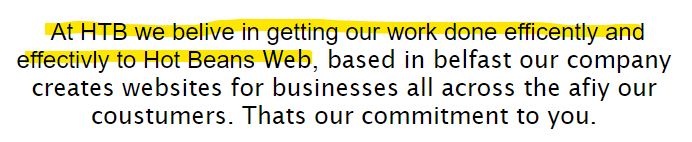 At HTB we belive in getting our work done efficently and
effectivly to Hot Beans Web, based in belfast our company
creates websites for businesses all across the afiy our
coustumers. Thats our commitment to you.